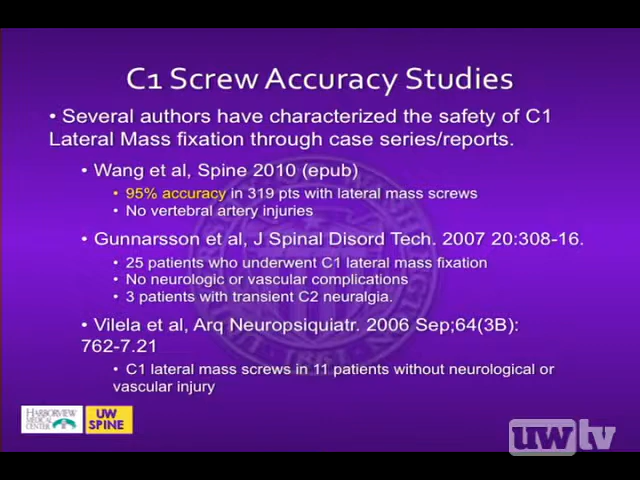 C1 Screw Accuracy Studies
• Several authors have characterized the safety of C1
Lateral Mass fixation through case series/reports.
• Wang et al, Spine 2010 (epub)
• 95% accuracy in 319 pts with lateral mass screws
• No vertebral artery injuries
• Gunnarsson et al, J Spinal Disord Tech. 2007 20:308-16.
• 25 patients who underwent C1 lateral mass fixation
• No neurologic or vascular complications
• 3 patients with transient C2 neuralgia.
• Vilela et al, Arq Neuropsiquiatr. 2006 Sep;64(3B):
762-7.21
• C1 lateral mass screws in 11 patients without neurological or
vascular injury
HARBORVIEW
MEDICAL
CENTER
UW
SPINE
uwtv